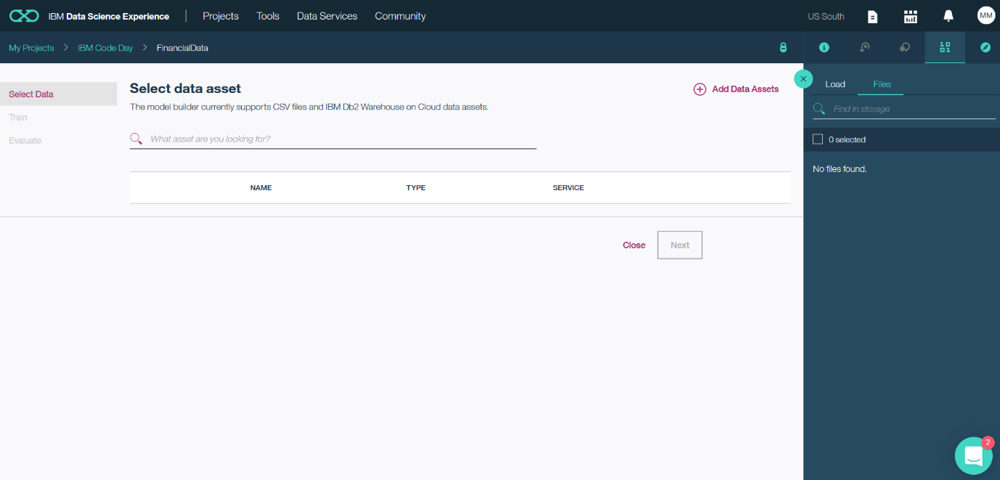 IBM Data Science Experience Projects Tools Data Services Community US South MM
My Projects > IBM Code Day > FinancialData
Load Files
Find in storage
0 selected
No files found.
Select Data
Train
Evaluate
Select data asset
Add Data Assets
The model builder currently supports CSV files and IBM Db2 Warehouse on Cloud data assets.
What asset are you looking for?
NAME TYPE SERVICE
Close Next
2